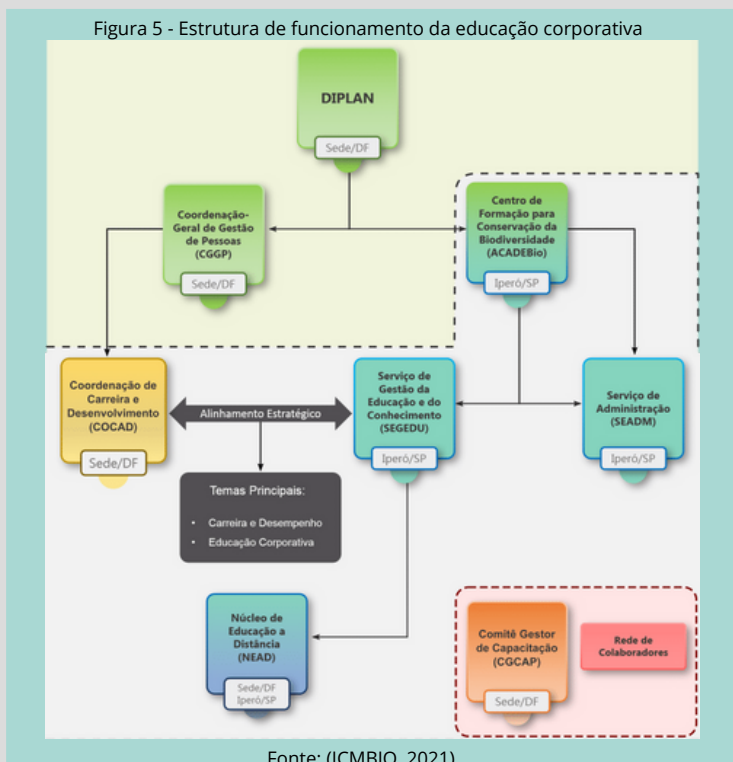 Figura 5 - Estrutura de funcionamento da educação corporativa
DIPLAN
Sede/DF
Coordenação-
Geral de Gestão
de Pessoas
(CGGP)
Sede/DF
Centro de
Formação para
Conservação da
Biodiversidade
(ACADEBio)
Iperó/SP
Coordenação de
Carreira e
Desenvolvimento
(COCAD)
Sede/DF
Alinhamento Estratégico
Serviço de
Gestão da
Educação e do
Conhecimento
(SEGEDU)
Iperó/SP
Serviço de
Administração
(SEADM)
Iperó/SP
Temas Principais:
• Carreira e Desempenho
• Educação Corporativa
Núcleo de
Educação a
Distância
(NEAD)
Sede/DF
Iperó/SP
Comitê Gestor
de Capacitação
(CGCAP)
Sede/DF
Rede de
Colaboradores
Fonte: (ICMBIO, 2021)